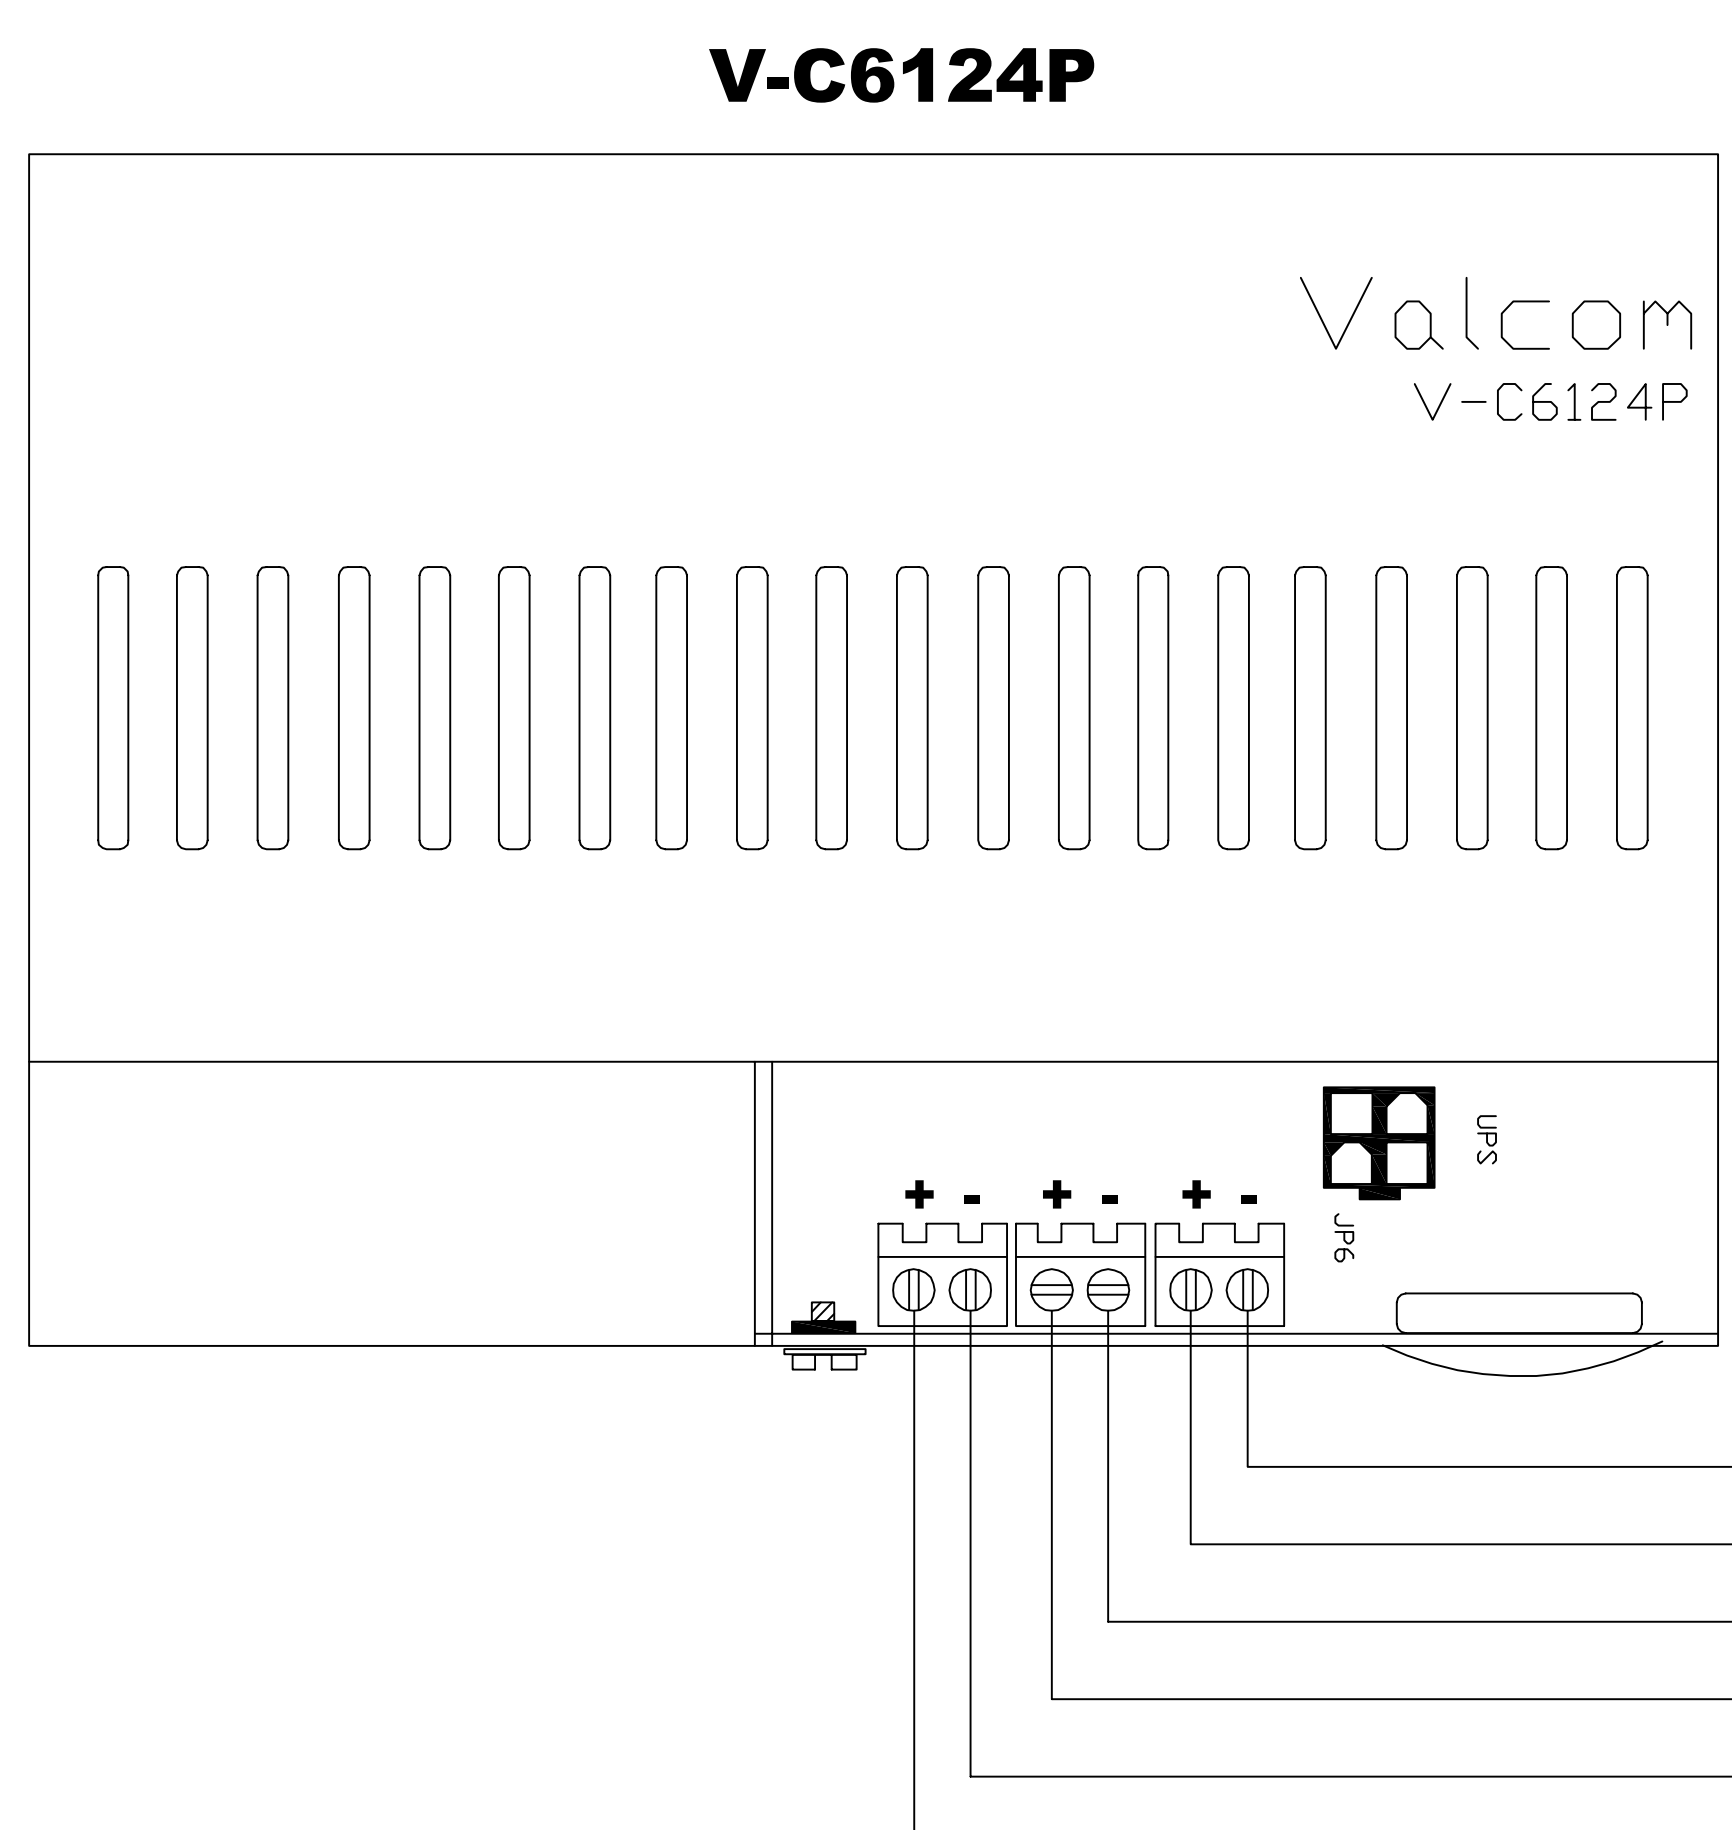 V-C6124P
Valcom
V-C6124P
UPS
+ - + - + -
JP6